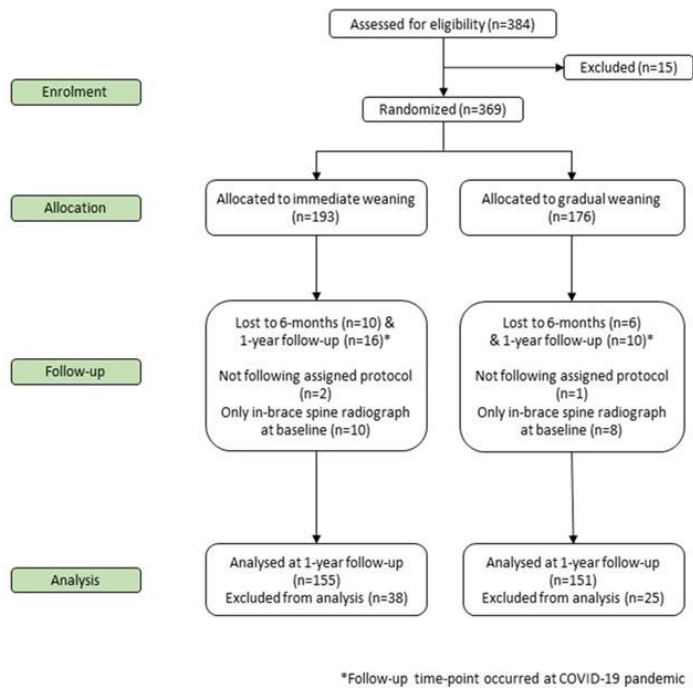 Assessed for eligibility (n=384)
Excluded (n=15)
Enrolment
Randomized (n=369)
Allocation
Allocated to immediate weaning
(n=193)
Allocated to gradual weaning
(n=176)
Follow-up
Lost to 6-months (n=10) &
1-year follow-up (n=16)*
Not following assigned protocol
(n=2)
Only in-brace spine radiograph
at baseline (n=10)
Lost to 6-months (n=6)
& 1-year follow-up (n=10)*
Not following assigned protocol
(n=1)
Only in-brace spine radiograph
at baseline (n=8)
Analysis
Analysed at 1-year follow-up
(n=155)
Excluded from analysis (n=38)
Analysed at 1-year follow-up
(n=151)
Excluded from analysis (n=25)
*Follow-up time-point occurred at COVID-19 pandemic